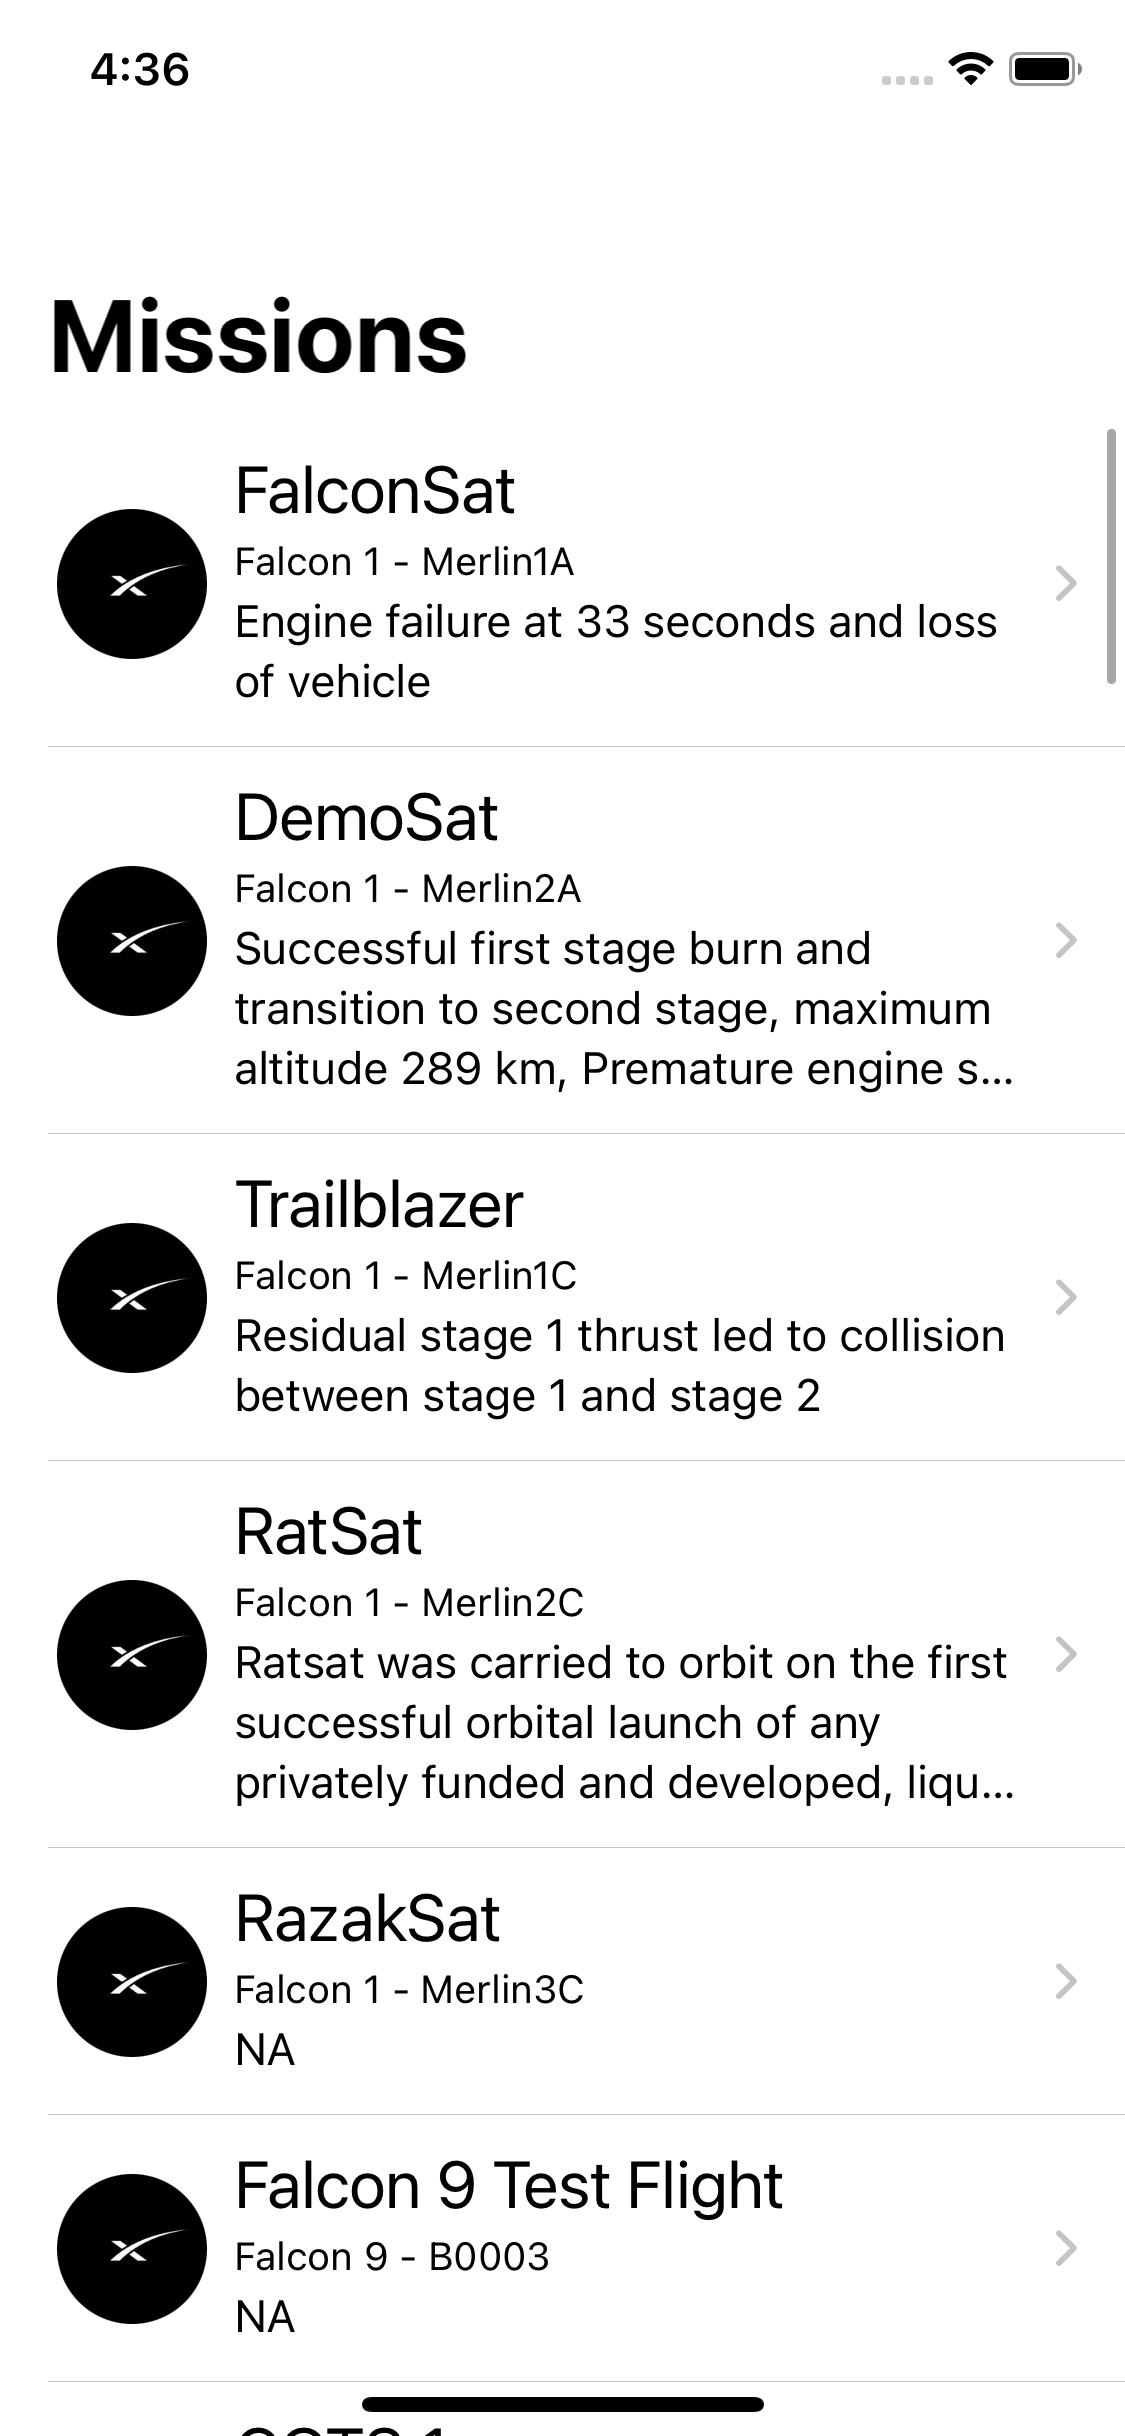 4:36
Missions
FalconSat
Falcon 1 - Merlin1A
Engine failure at 33 seconds and loss
of vehicle
DemoSat
Falcon 1 - Merlin2A
Successful first stage burn and
transition to second stage, maximum
altitude 289 km, Premature engine s...
Trailblazer
Falcon 1 - Merlin1C
Residual stage 1 thrust led to collision
between stage 1 and stage 2
RatSat
Falcon 1 - Merlin2C
Ratsat was carried to orbit on the first
successful orbital launch of any
privately funded and developed, liqu...
RazakSat
Falcon 1 - Merlin3C
NA
Falcon 9 Test Flight
Falcon 9 - B0003
NA